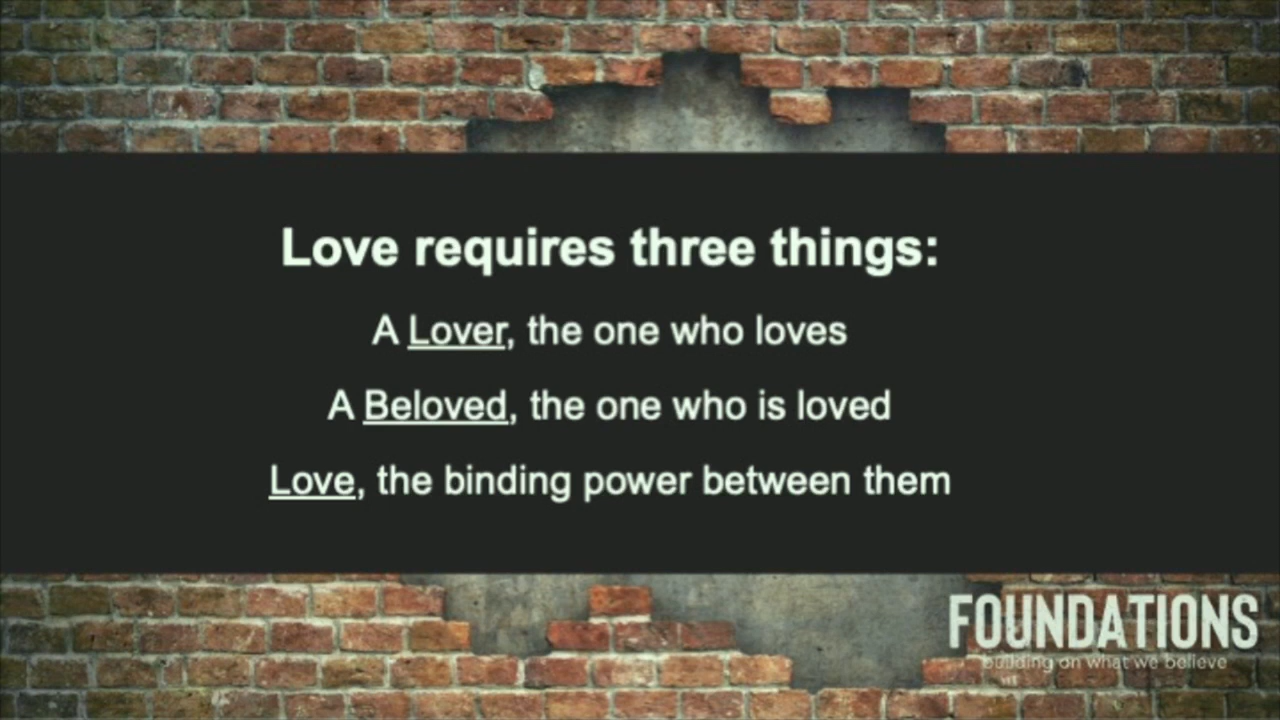 Love requires three things:
A Lover, the one who loves
A Beloved, the one who is loved
Love, the binding power between them
FOUNDATIONS
building on what we believe